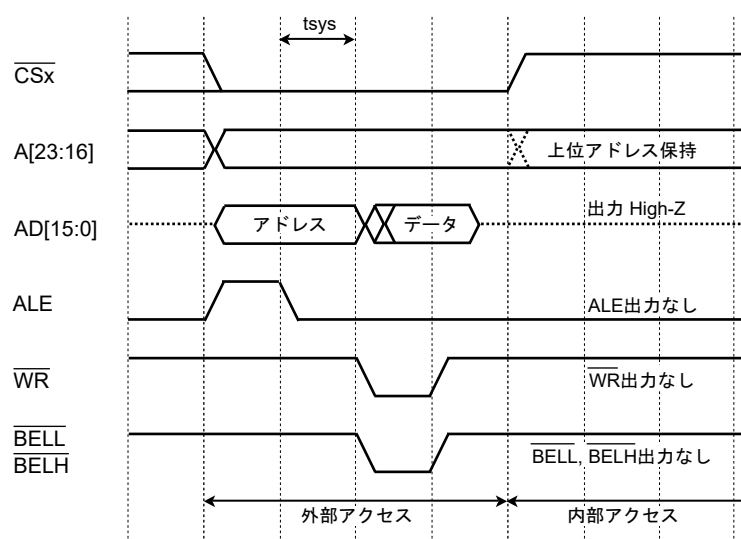 tsys
CSx
A[23:16]
上位アドレス保持
AD[15:0]
アドレス
データ
出力 High-Z
ALE
ALE出力なし
WR
WR出力なし
BELL
BELH
BELL, BELH出力なし
外部アクセス
内部アクセス